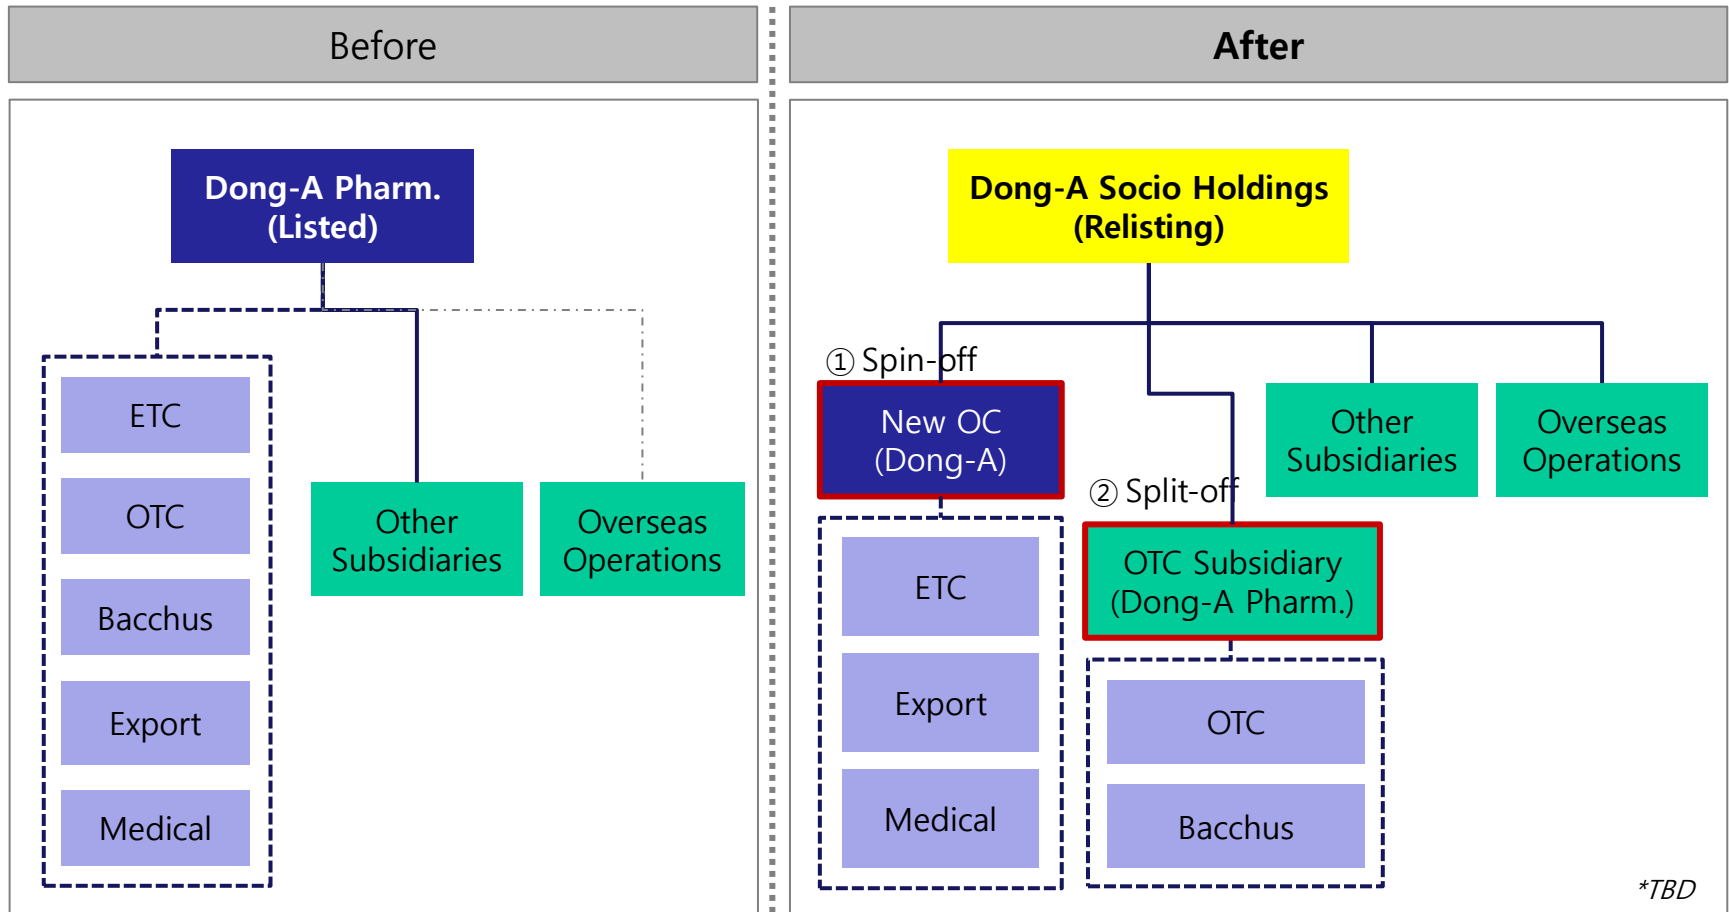 Before
After
Dong-A Pharm.
(Listed)
ETC
OTC
Bacchus
Export
Medical
Other
Subsidiaries
Overseas
Operations
Dong-A Socio Holdings
(Relisting)
① Spin-off
New OC
(Dong-A)
ETC
Export
Medical
② Split-off
OTC Subsidiary
(Dong-A Pharm.)
OTC
Bacchus
Other
Subsidiaries
Overseas
Operations
*TBD